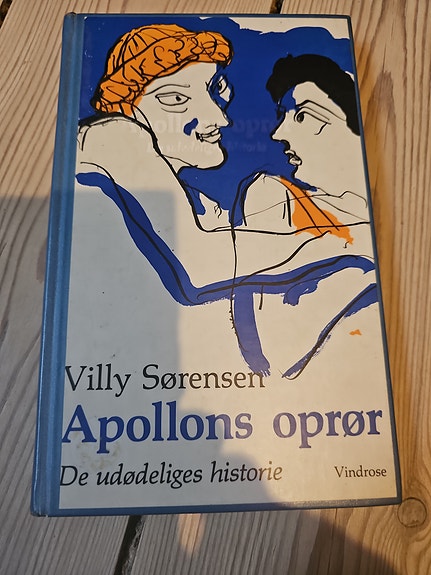 Villy Sørensen
Apollons oprør
De udødeliges historie
Vindrose